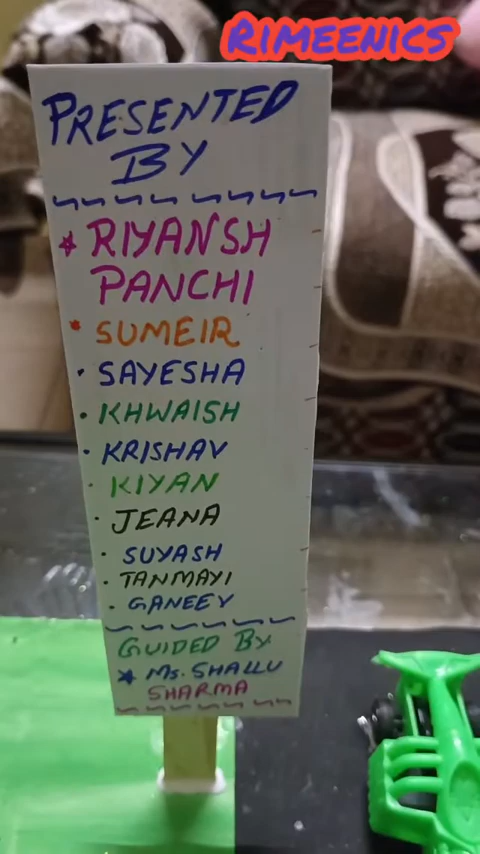 RIMEENICS
PRESENTED
BY
RIYANSH
PANCHI
SUMEIR
SAYESHA
KHWAISH
KRISHAV
KIYAN
JEANA
SUYASH
TANMAYI
GANEEV
GUIDED BY
Ms. SHALLU
SHARMA